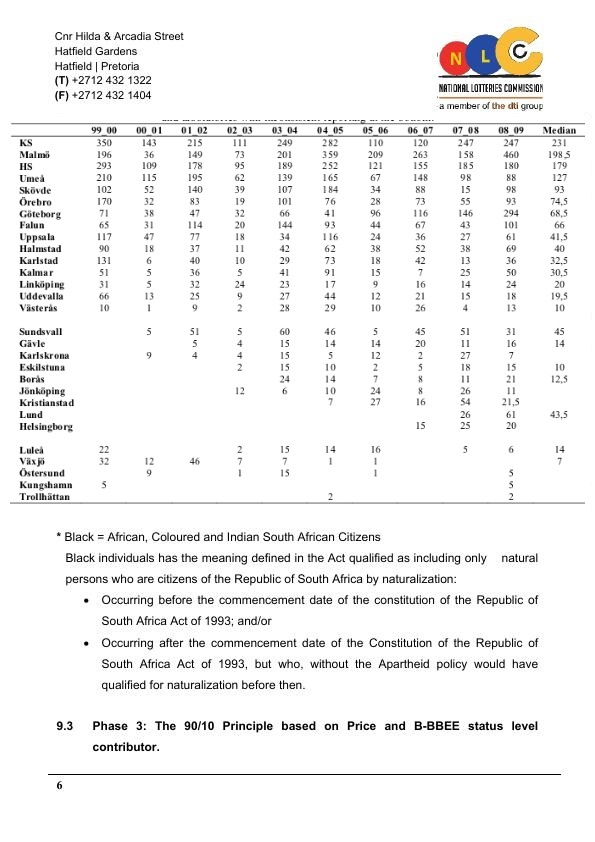 Cnr Hilda & Arcadia Street
Hatfield Gardens
Hatfield | Pretoria
(T) +2712 432 1322
(F) +2712 432 1404
NLC
NATIONAL LOTTERIES COMMISSION
a member of the dti group
99_00 00_01 01_02 02_03 03_04 04_05 05_06 06_07 07_08 08_09 Median
KS 350 143 215 111 249 282 110 120 247 247 231
Malmö 196 36 149 73 201 359 209 263 158 460 198,5
HS 293 109 178 95 189 252 121 155 185 180 179
Umeå 210 115 195 62 139 165 67 148 98 88 127
Skövde 102 52 140 39 107 184 34 88 15 98 93
Örebro 170 32 83 19 101 76 28 73 55 93 74,5
Göteborg 71 38 47 32 66 41 96 116 146 294 68,5
Falun 65 31 114 20 144 93 44 67 43 101 66
Uppsala 117 47 77 18 34 116 24 36 27 61 41,5
Halmstad 90 18 37 11 42 62 38 52 38 69 40
Karlstad 131 6 40 10 29 73 18 42 13 36 32,5
Kalmar 51 5 36 5 41 91 15 7 25 50 30,5
Linköping 31 5 32 24 23 17 9 16 14 24 20
Uddevalla 66 13 25 9 27 44 12 21 15 18 19,5
Västerås 10 1 9 2 28 29 10 26 4 13 10
Sundsvall 5 51 5 60 46 5 45 51 31 45
Gävle 5 4 15 14 14 20 11 16 14
Karlskrona 9 4 4 15 5 12 2 27 7
Eskilstuna 2 15 10 2 5 18 15 10
Borås 24 14 7 8 11 21 12,5
Jönköping 12 6 10 24 8 26 11
Kristianstad 7 27 16 54 21,5
Lund 26 61 43,5
Helsingborg 15 25 20
Luleå 22 2 15 14 16 5 6 14
Växjö 32 12 46 7 7 1 1 7
Östersund 9 1 15 1 5
Kungshamn 5 5
Trollhättan 2 2
* Black = African, Coloured and Indian South African Citizens
Black individuals has the meaning defined in the Act qualified as including only natural
persons who are citizens of the Republic of South Africa by naturalization:
• Occurring before the commencement date of the constitution of the Republic of
South Africa Act of 1993; and/or
• Occurring after the commencement date of the Constitution of the Republic of
South Africa Act of 1993, but who, without the Apartheid policy would have
qualified for naturalization before then.
9.3 Phase 3: The 90/10 Principle based on Price and B-BBEE status level
contributor.
6